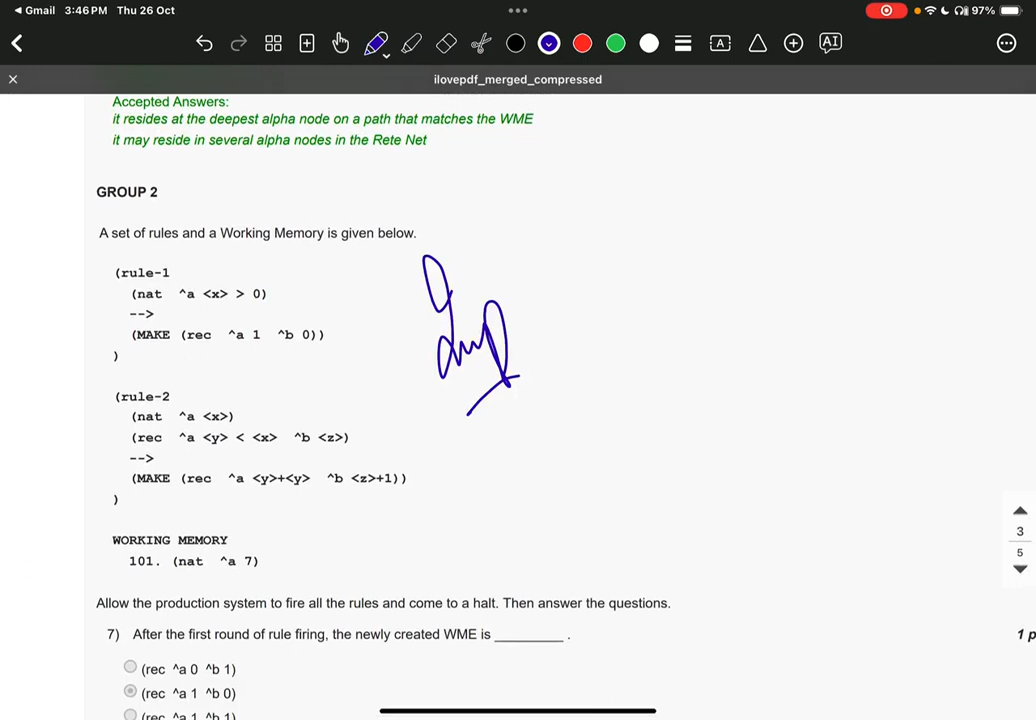 Gmail 3:46 PM Thu 26 Oct 97%
A AI
ilovepdf_merged_compressed
Accepted Answers:
it resides at the deepest alpha node on a path that matches the WME
it may reside in several alpha nodes in the Rete Net
GROUP 2
A set of rules and a Working Memory is given below.
(rule-1
(nat ^a <x> > 0)
-->
(MAKE (rec ^a 1 ^b 0))
)
(rule-2
(nat ^a <x>)
(rec ^a <y> < <x> ^b <z>)
-->
(MAKE (rec ^a <y>+<y> ^b <z>+1))
)
3
5
WORKING MEMORY
101. (nat ^a 7)
Allow the production system to fire all the rules and come to a halt. Then answer the questions.
7) After the first round of rule firing, the newly created WME is ________ .
1 p
(rec ^a 0 ^b 1)
(rec ^a 1 ^b 0)
(rec ^a 1 ^b 1)